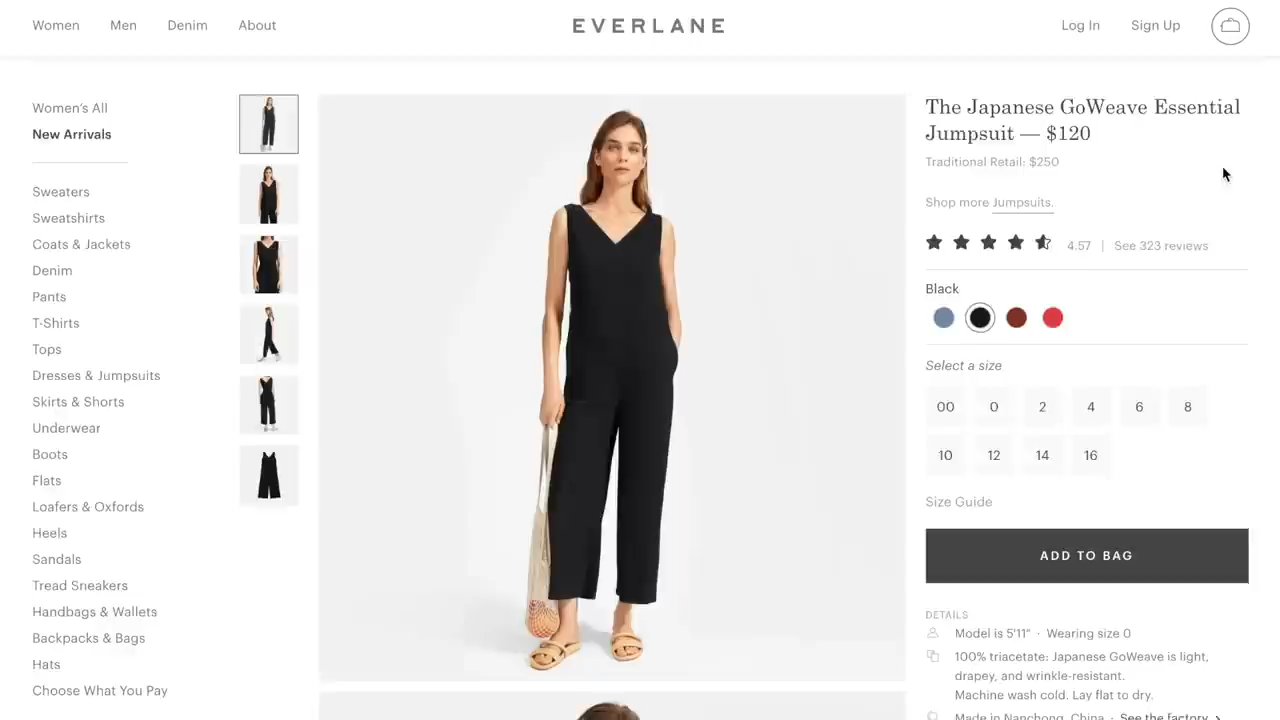 Women Men Denim About
EVERLANE
Log In Sign Up
Women's All
New Arrivals
Sweaters
Sweatshirts
Coats & Jackets
Denim
Pants
T-Shirts
Tops
Dresses & Jumpsuits
Skirts & Shorts
Underwear
Boots
Flats
Loafers & Oxfords
Heels
Sandals
Tread Sneakers
Handbags & Wallets
Backpacks & Bags
Hats
Choose What You Pay
The Japanese GoWeave Essential
Jumpsuit — $120
Traditional Retail: $250
Shop more Jumpsuits.
4.57 | See 323 reviews
Black
Select a size
00 0 2 4 6 8
10 12 14 16
Size Guide
ADD TO BAG
DETAILS
Model is 5'11" · Wearing size 0
100% triacetate: Japanese GoWeave is light,
drapey, and wrinkle-resistant.
Machine wash cold. Lay flat to dry.
Made in Nanchong, China · See the factory ›